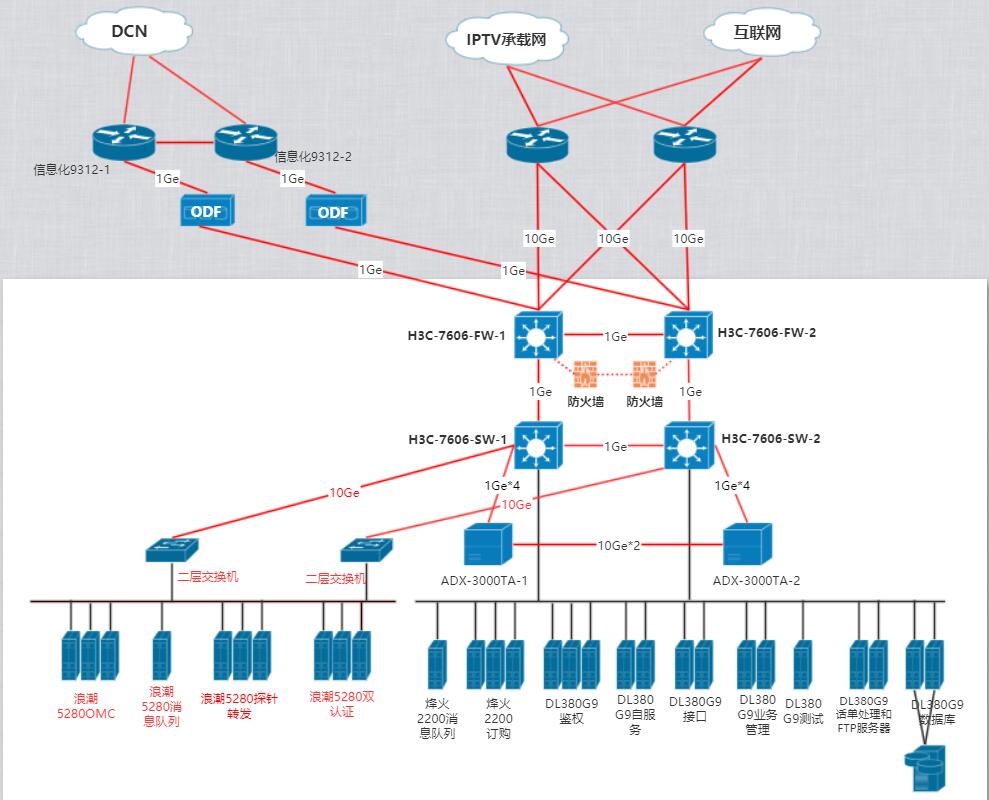 DCN
IPTV承载网
互联网
信息化9312-1
信息化9312-2
1Ge
1Ge
ODF
ODF
10Ge
10Ge
10Ge
1Ge
1Ge
H3C-7606-FW-1
1Ge
H3C-7606-FW-2
1Ge
防火墙
防火墙
1Ge
H3C-7606-SW-1
1Ge
H3C-7606-SW-2
10Ge
1Ge*4
10Ge
1Ge*4
10Ge*2
二层交换机
二层交换机
ADX-3000TA-1
ADX-3000TA-2
浪潮
5280OMC
浪潮
5280消
息队列
浪潮5280探针
转发
浪潮5280双
认证
烽火
2200消
息队列
烽火
2200
订购
DL380G9
鉴权
DL380
G9自服
务
DL380G9
接口
DL380
G9业务
管理
DL380
G9测试
DL380G9
话单处理和
FTP服务器
DL380G9
数据库